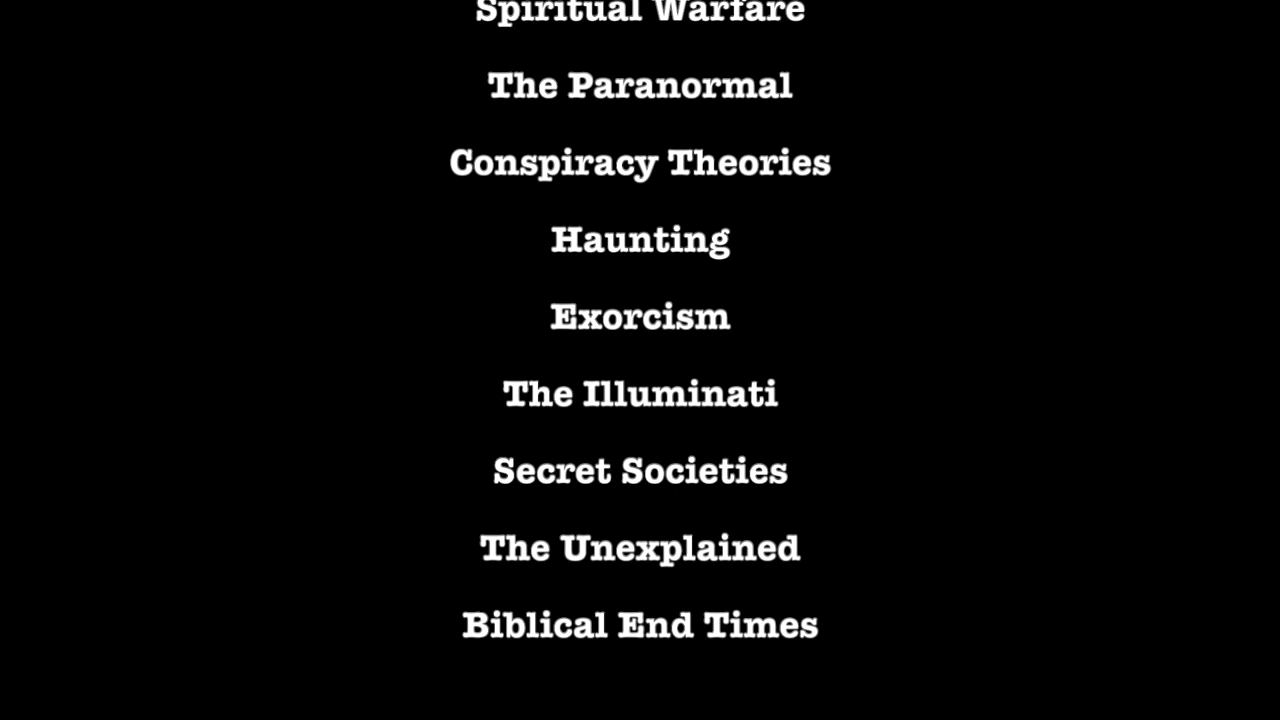 Spiritual Warfare
The Paranormal
Conspiracy Theories
Haunting
Exorcism
The Illuminati
Secret Societies
The Unexplained
Biblical End Times